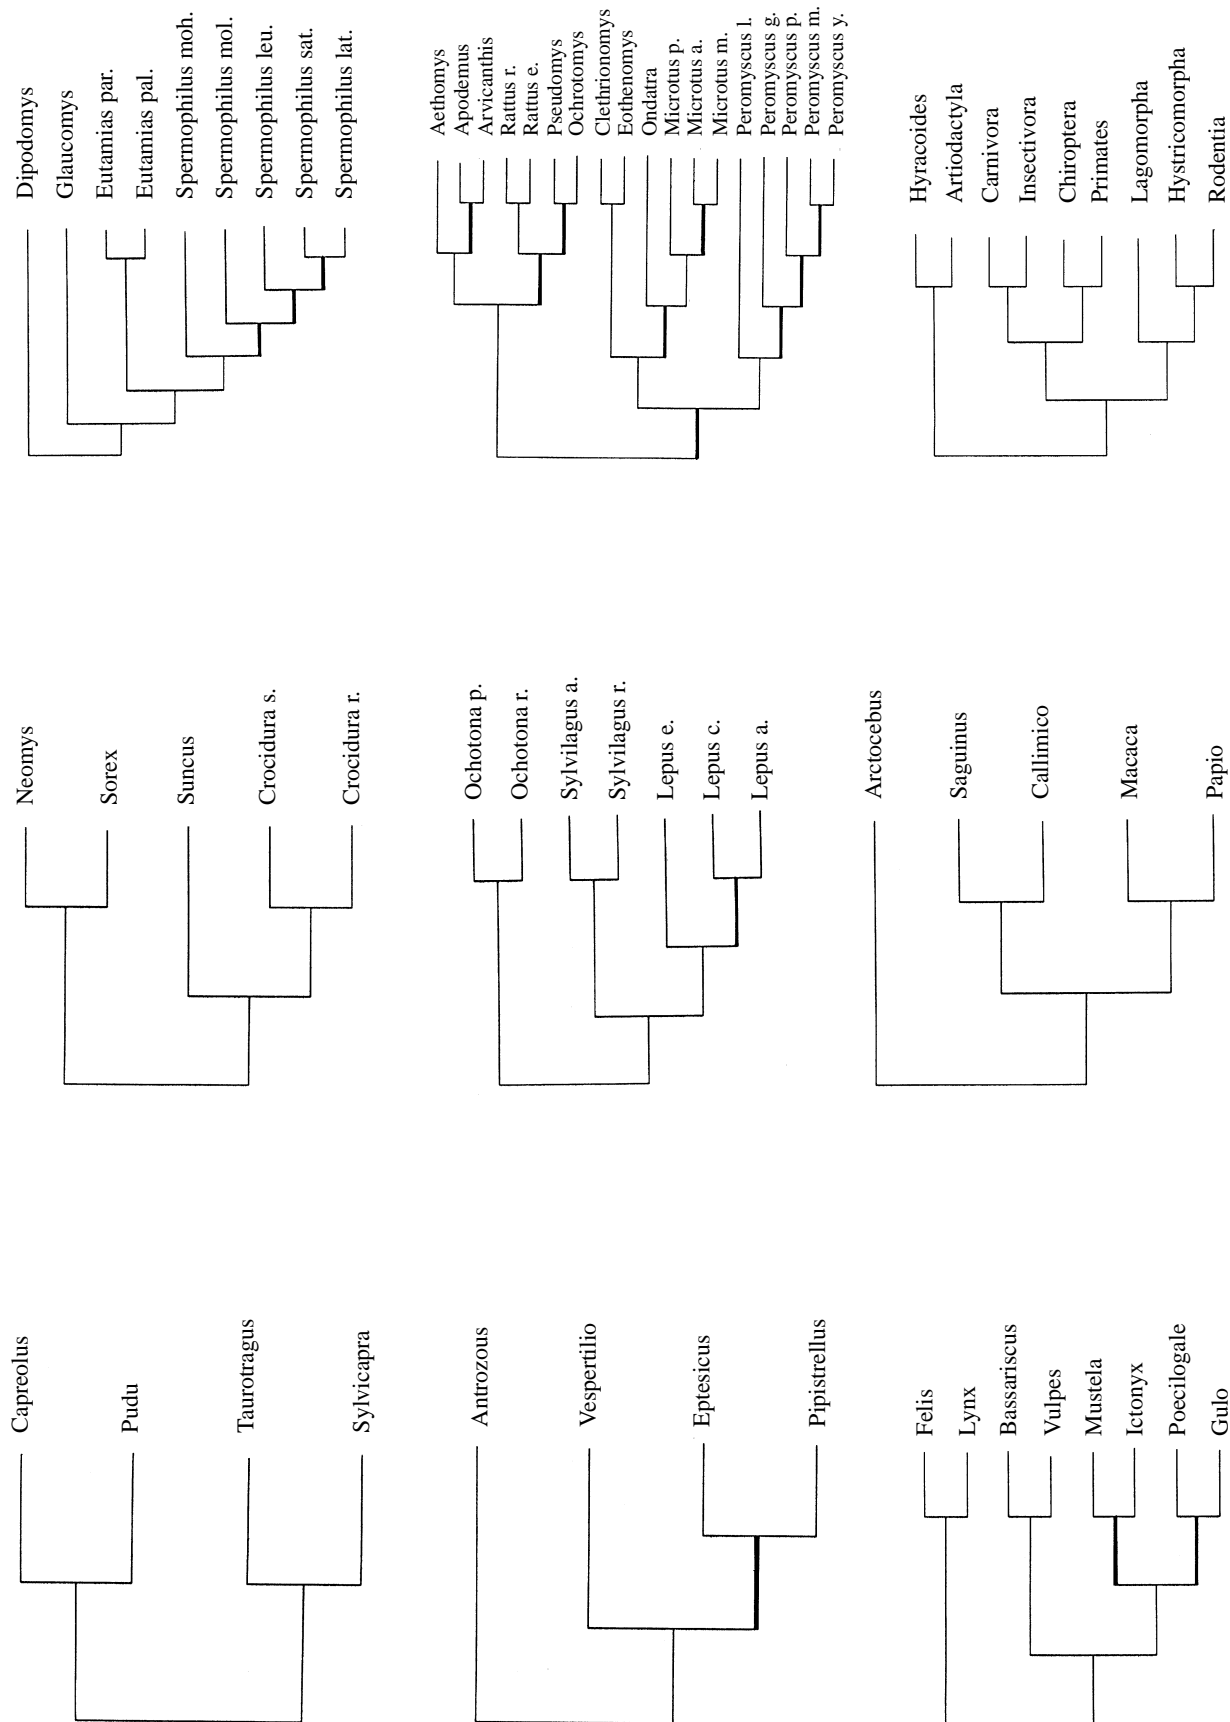 Dipodomys
Glaucomys
Eutamias par.
Eutamias pal.
Spermophilus moh.
Spermophilus mol.
Spermophilus leu.
Spermophilus sat.
Spermophilus lat.
Aethomys
Apodemus
Arvicanthis
Rattus r.
Rattus e.
Pseudomys
Ochrotomys
Clethrionomys
Eothenomys
Ondatra
Microtus p.
Microtus a.
Microtus m.
Peromyscus l.
Peromyscus g.
Peromyscus p.
Peromyscus m.
Peromyscus y.
Hyracoides
Artiodactyla
Carnivora
Insectivora
Chiroptera
Primates
Lagomorpha
Hystricomorpha
Rodentia
Neomys
Sorex
Suncus
Crocidura s.
Crocidura r.
Ochotona p.
Ochotona r.
Sylvilagus a.
Sylvilagus r.
Lepus e.
Lepus c.
Lepus a.
Arctocebus
Saguinus
Callimico
Macaca
Papio
Capreolus
Pudu
Taurotragus
Sylvicapra
Antrozous
Vespertilio
Eptesicus
Pipistrellus
Felis
Lynx
Bassariscus
Vulpes
Mustela
Ictonyx
Poecilogale
Gulo